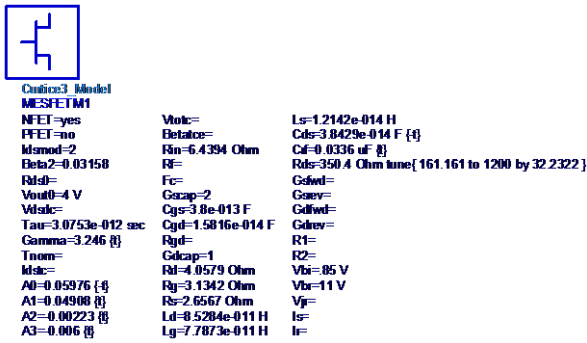 Curtice3_Model
MESFETM1
NFET=yes
PFET=no
Idsmod=2
Beta2=0.03158
Rds0=
Vout0=4 V
Vdsdc=
Tau=3.0753e-012 sec
Gamma=3.246 {t}
Tnom=
Idstc=
A0=0.05976 {-t}
A1=0.04908 {t}
A2=-0.00223 {t}
A3=-0.006 {t}
Vtotc=
Betatce=
Rin=6.4394 Ohm
Rf=
Fc=
Gscap=2
Cgs=3.8e-013 F
Cgd=1.5816e-014 F
Rgd=
Gdcap=1
Rd=4.0579 Ohm
Rg=3.1342 Ohm
Rs=2.6567 Ohm
Ld=8.5284e-011 H
Lg=7.7873e-011 H
Ls=1.2142e-014 H
Cds=3.8429e-014 F {-t}
Crf=0.0336 uF {t}
Rds=350.4 Ohm tune{ 161.161 to 1200 by 32.2322 }
Gsfwd=
Gsrev=
Gdfwd=
Gdrev=
R1=
R2=
Vbi=.85 V
Vbr=11 V
Vjr=
Is=
Ir=